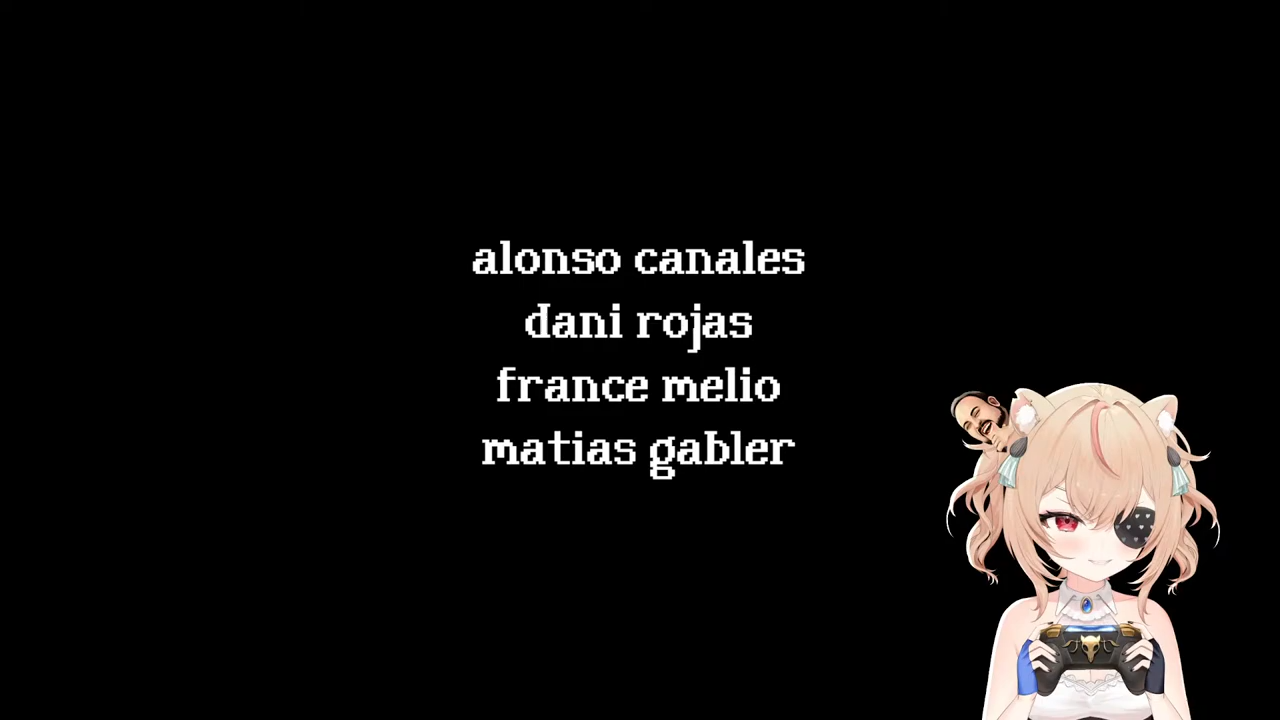 alonso canales
dani rojas
france melio
matias gabler